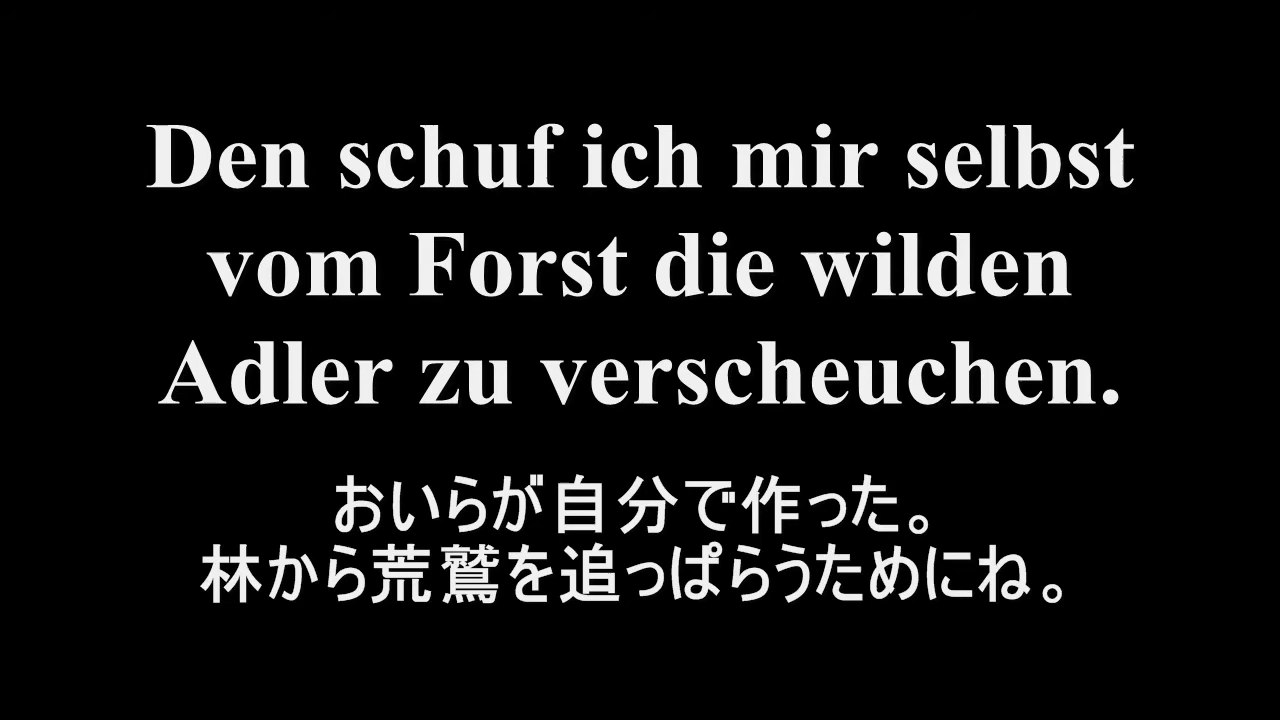 Den schuf ich mir selbst
vom Forst die wilden
Adler zu verscheuchen.
おいらが自分で作った。
林から荒鷲を追っぱらうためにね。